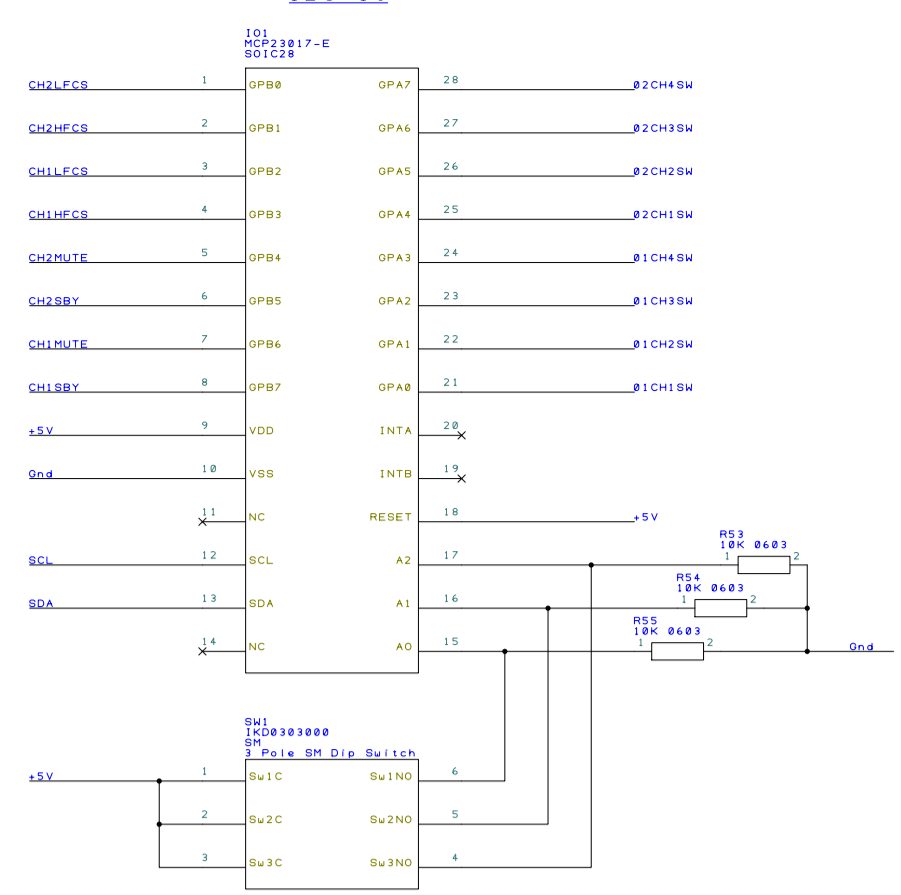 IO1
MCP23017-E
SOIC28
CH2LFCS 1 GPB0 GPA7 28 02CH4SW
CH2HFCS 2 GPB1 GPA6 27 02CH3SW
CH1LFCS 3 GPB2 GPA5 26 02CH2SW
CH1HFCS 4 GPB3 GPA4 25 02CH1SW
CH2MUTE 5 GPB4 GPA3 24 01CH4SW
CH2SBY 6 GPB5 GPA2 23 01CH3SW
CH1MUTE 7 GPB6 GPA1 22 01CH2SW
CH1SBY 8 GPB7 GPA0 21 01CH1SW
+5V 9 VDD INTA 20
Gnd 10 VSS INTB 19
11 NC RESET 18 +5V
R53
10K 0603
SCL 12 SCL A2 17 1 2
R54
10K 0603
SDA 13 SDA A1 16 1 2
R55
10K 0603
14 NC AO 15 1 2 Gnd
SW1
IKD0303000
SM
3 Pole SM Dip Switch
+5V 1 Sw1C Sw1NO 6
2 Sw2C Sw2NO 5
3 Sw3C Sw3NO 4